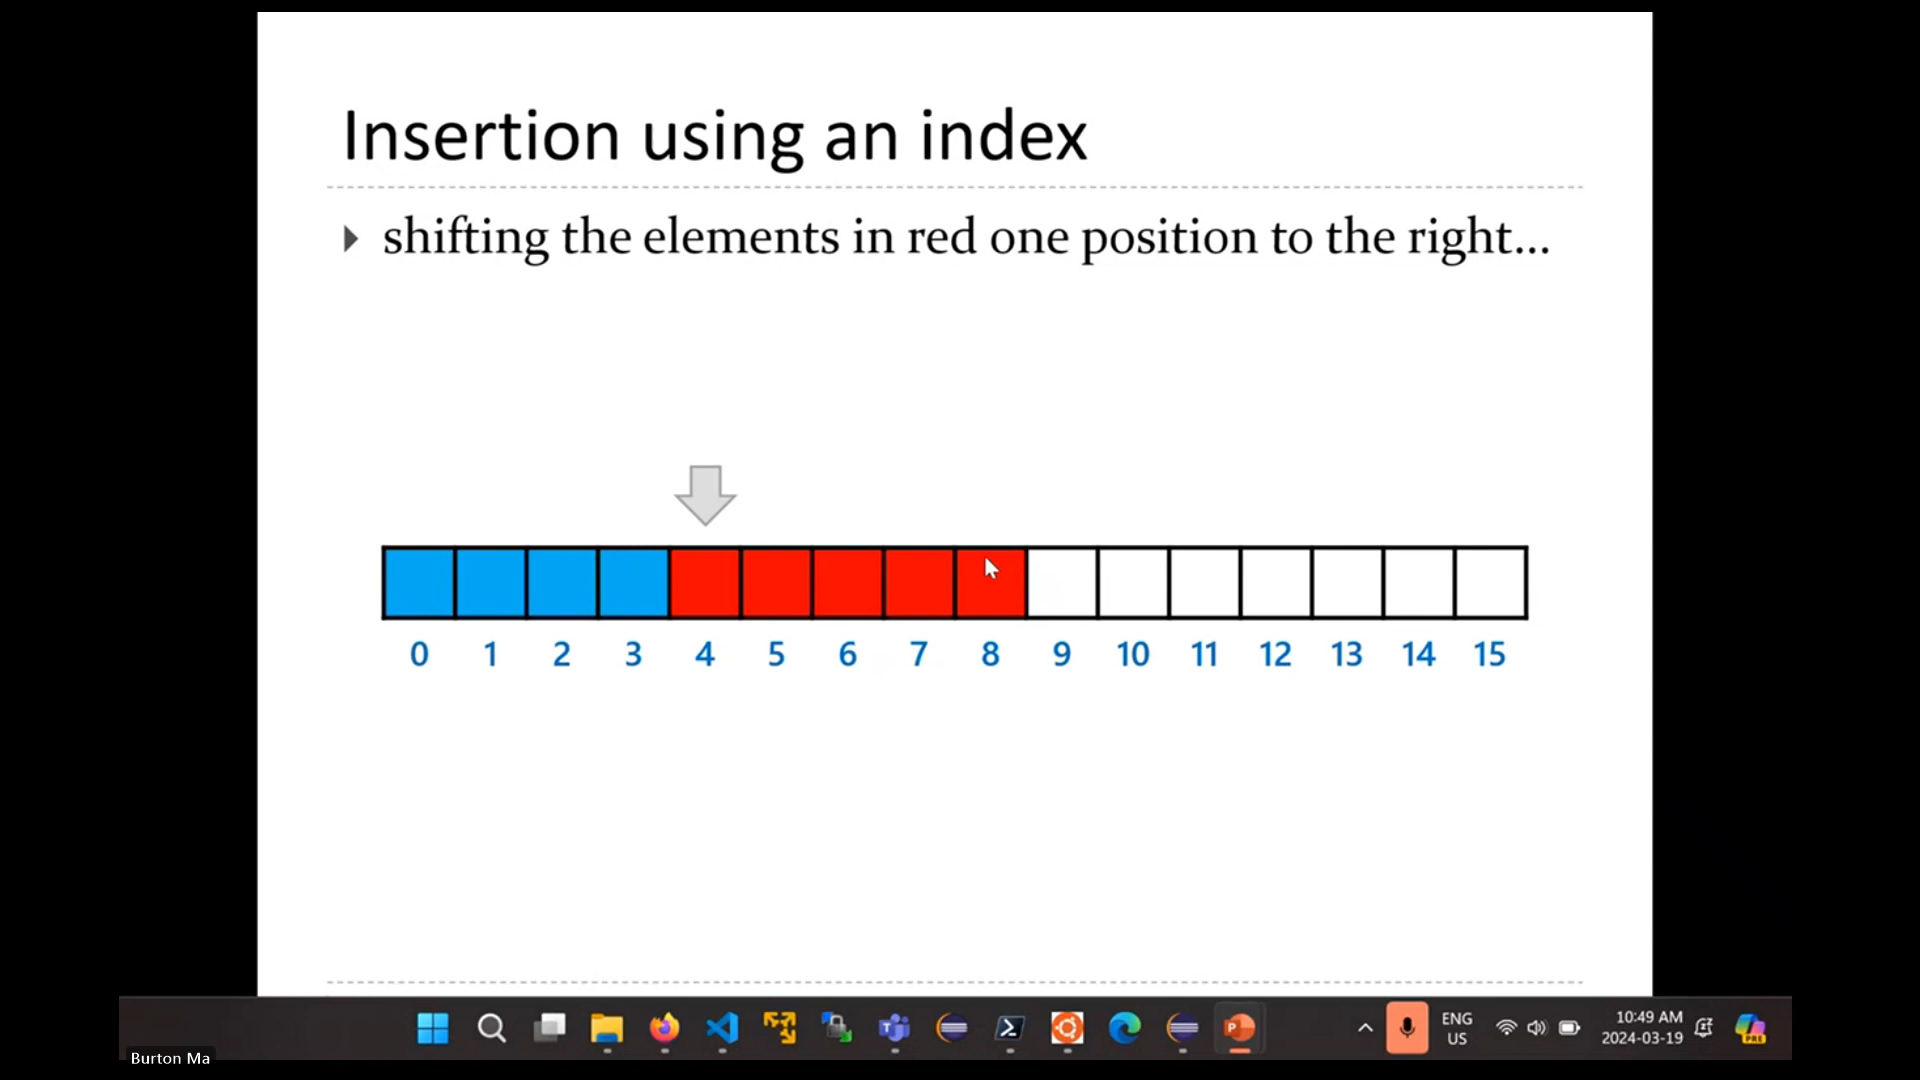 Insertion using an index
shifting the elements in red one position to the right...
0 1 2 3 4 5 6 7 8 9 10 11 12 13 14 15
ENG
US
10:49 AM
2024-03-19
PRE
Burton Ma